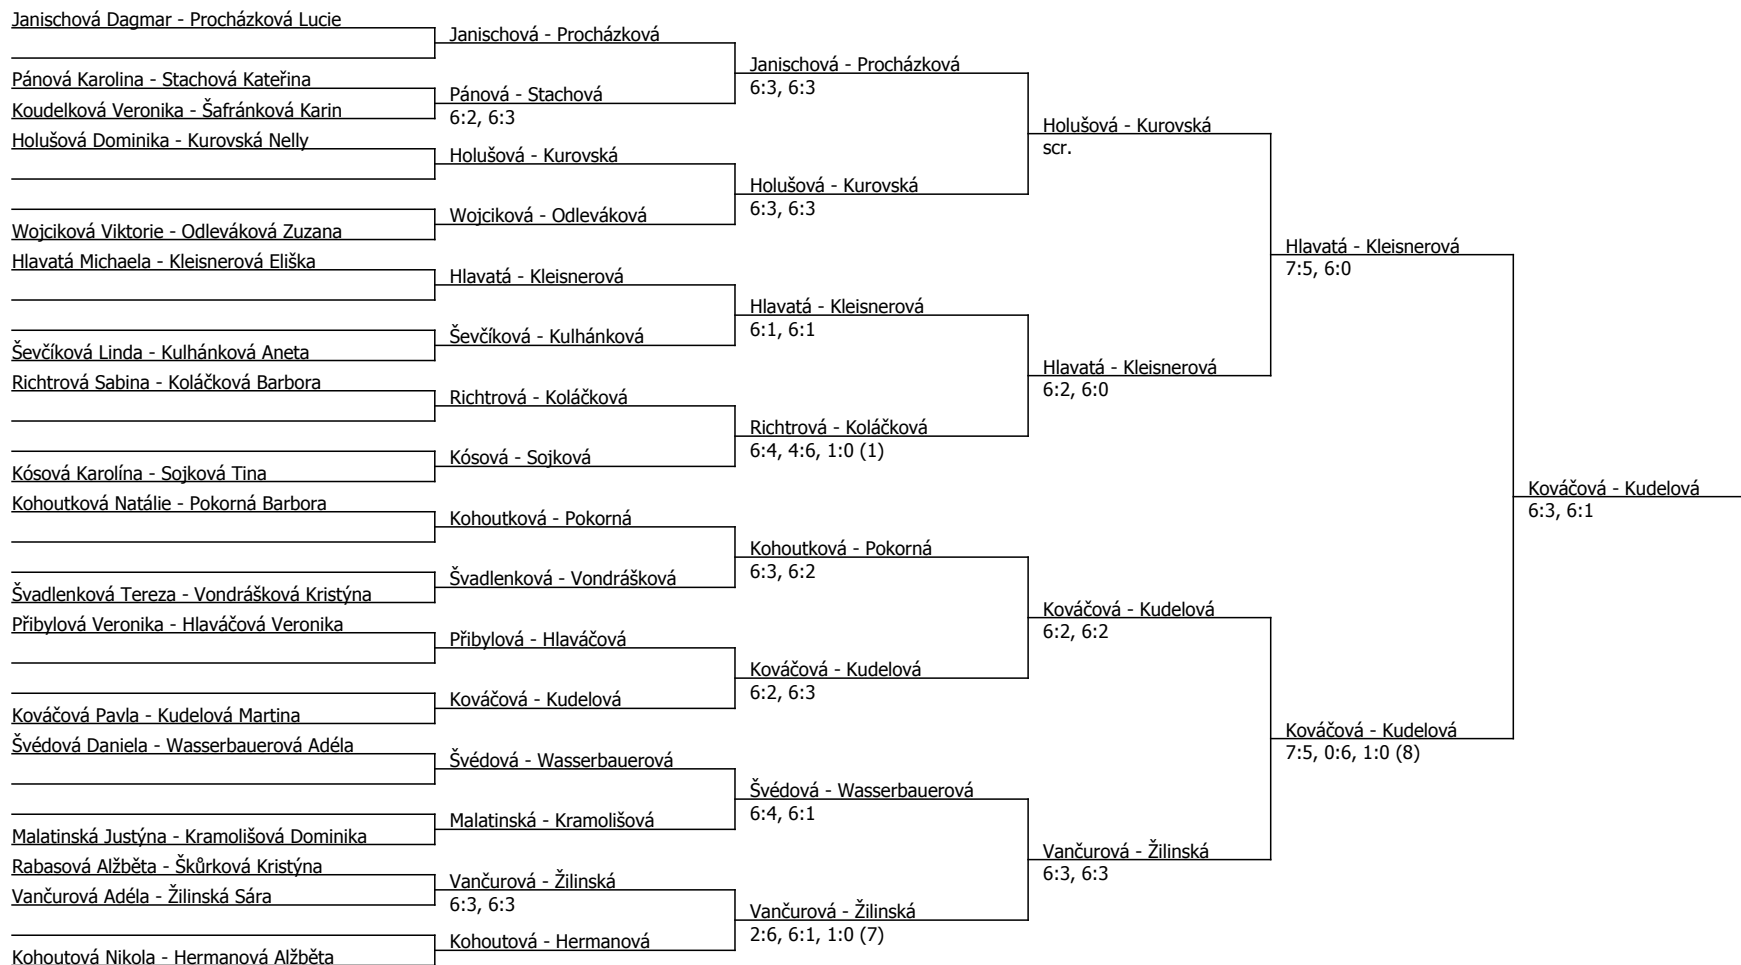 Janischová Dagmar - Procházková Lucie
Pánová Karolina - Stachová Kateřina
Koudelková Veronika - Šafránková Karin
Holušová Dominika - Kurovská Nelly
Wojciková Viktorie - Odleváková Zuzana
Hlavatá Michaela - Kleisnerová Eliška
Ševčíková Linda - Kulhánková Aneta
Richtrová Sabina - Koláčková Barbora
Kósová Karolína - Sojková Tina
Kohoutková Natálie - Pokorná Barbora
Švadlenková Tereza - Vondrášková Kristýna
Přibylová Veronika - Hlaváčová Veronika
Kováčová Pavla - Kudelová Martina
Švédová Daniela - Wasserbauerová Adéla
Malatinská Justýna - Kramolišová Dominika
Rabasová Alžběta - Škůrková Kristýna
Vančurová Adéla - Žilinská Sára
Kohoutová Nikola - Hermanová Alžběta
Janischová - Procházková
Pánová - Stachová
6:2, 6:3
Holušová - Kurovská
Wojciková - Odleváková
Hlavatá - Kleisnerová
Ševčíková - Kulhánková
Richtrová - Koláčková
Kósová - Sojková
Kohoutková - Pokorná
Švadlenková - Vondrášková
Přibylová - Hlaváčová
Kováčová - Kudelová
Švédová - Wasserbauerová
Malatinská - Kramolišová
Vančurová - Žilinská
6:3, 6:3
Kohoutová - Hermanová
Janischová - Procházková
6:3, 6:3
Holušová - Kurovská
6:3, 6:3
Hlavatá - Kleisnerová
6:1, 6:1
Richtrová - Koláčková
6:4, 4:6, 1:0 (1)
Kohoutková - Pokorná
6:3, 6:2
Kováčová - Kudelová
6:2, 6:3
Švédová - Wasserbauerová
6:4, 6:1
Vančurová - Žilinská
2:6, 6:1, 1:0 (7)
Holušová - Kurovská
scr.
Hlavatá - Kleisnerová
6:2, 6:0
Kováčová - Kudelová
6:2, 6:2
Vančurová - Žilinská
6:3, 6:3
Hlavatá - Kleisnerová
7:5, 6:0
Kováčová - Kudelová
7:5, 0:6, 1:0 (8)
Kováčová - Kudelová
6:3, 6:1